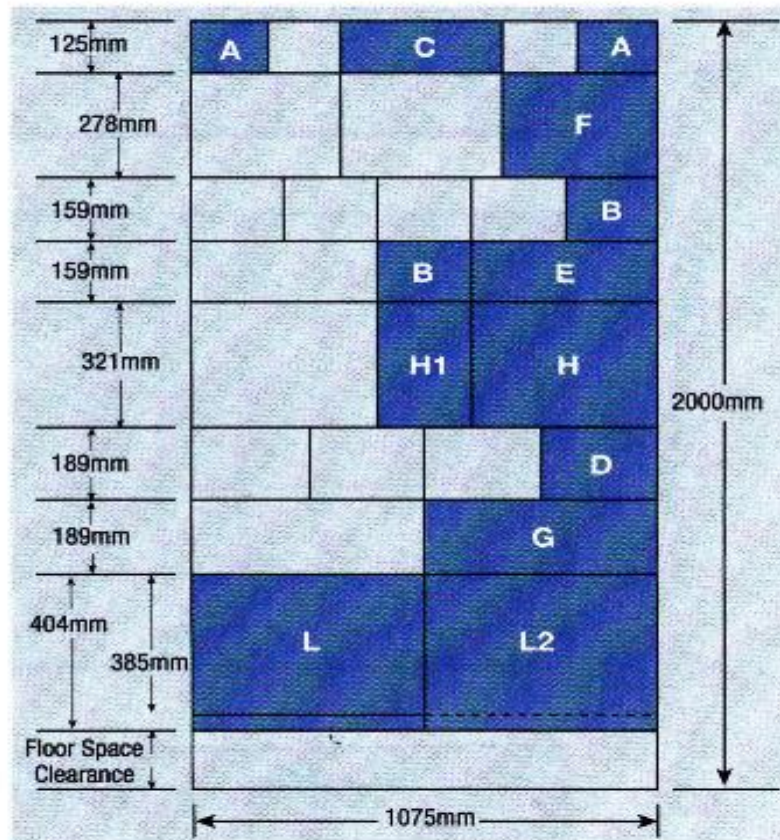 125mm
A
C
A
278mm
F
159mm
B
159mm
B
E
321mm
H1
H
2000mm
189mm
D
189mm
G
404mm
385mm
L
L2
Floor Space
Clearance
1075mm